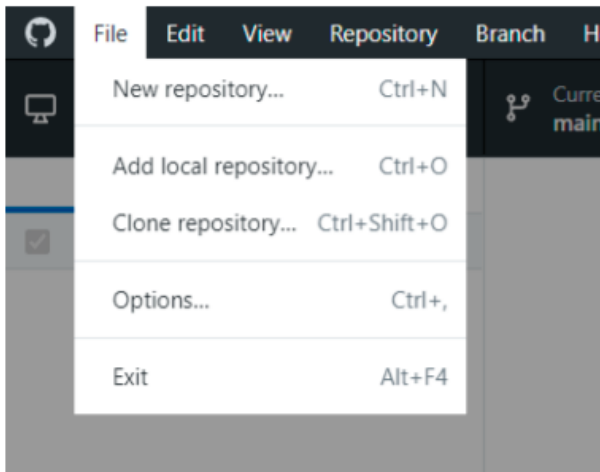 File Edit View Repository Branch H
New repository... Ctrl+N
Curre
main
Add local repository... Ctrl+O
Clone repository... Ctrl+Shift+O
Options... Ctrl+,
Exit Alt+F4